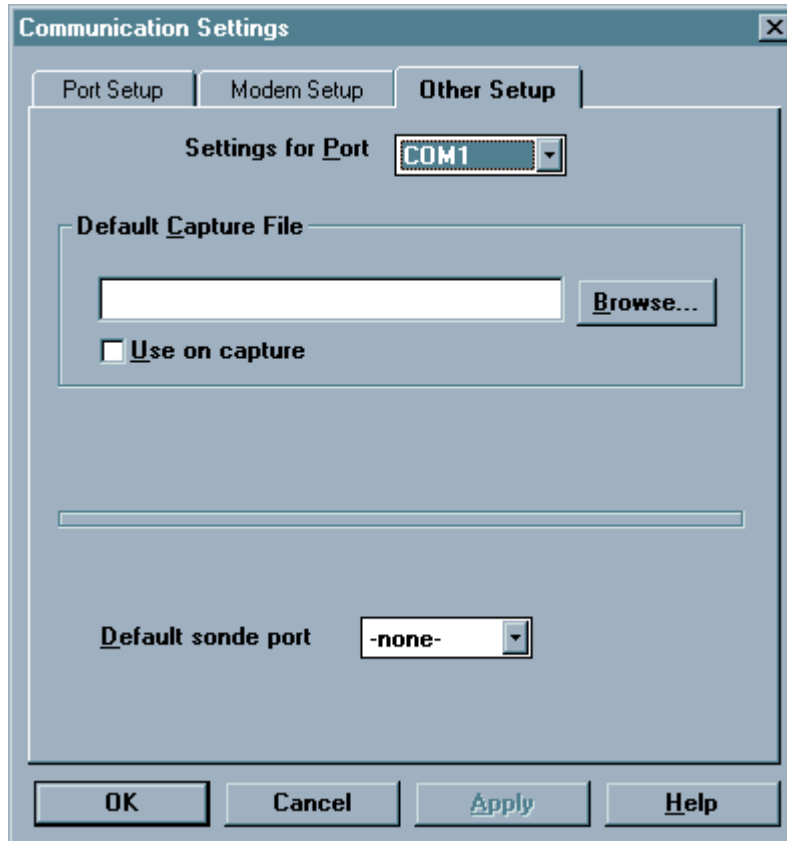 Communication Settings
Port Setup Modem Setup Other Setup
Settings for Port COM1
Default Capture File
Browse...
Use on capture
Default sonde port -none-
OK Cancel Apply Help